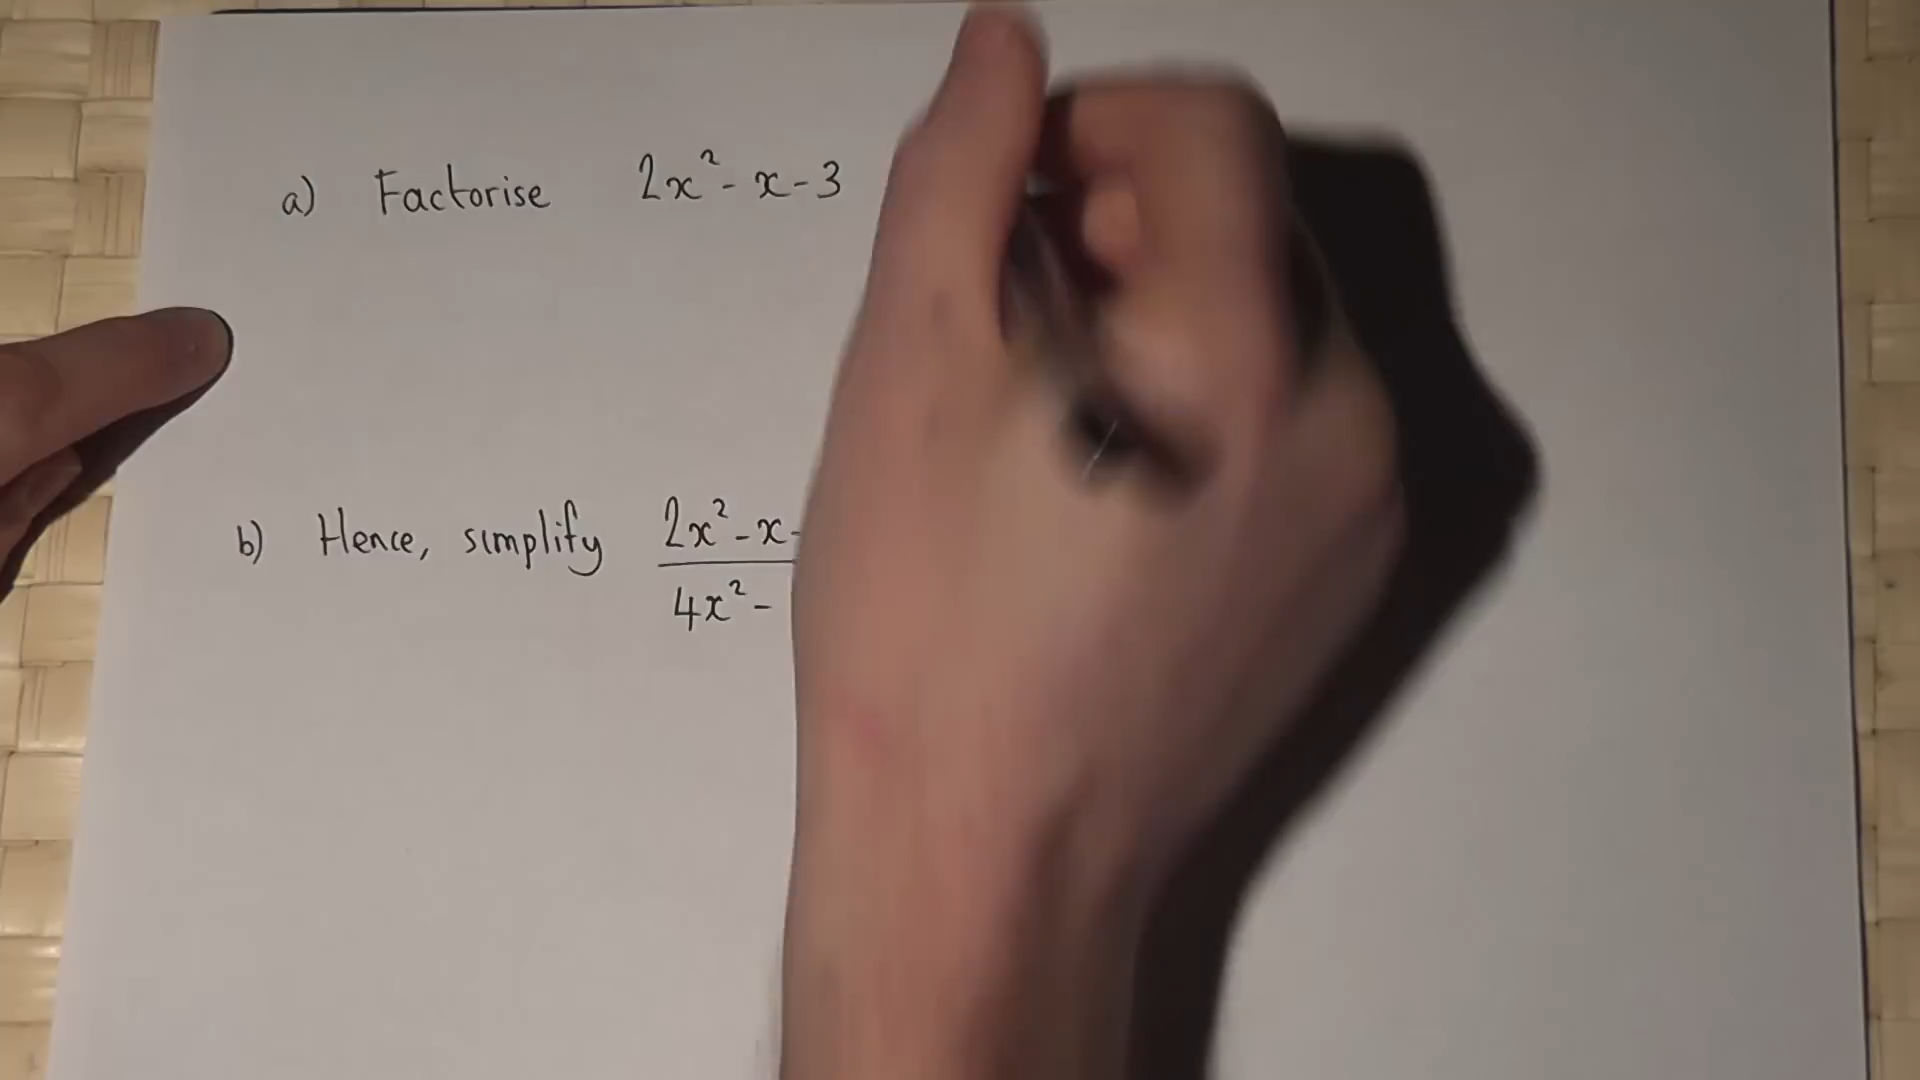 a) Factorise 2x² - x - 3
b) Hence, simplify 2x² - x -
4x² -